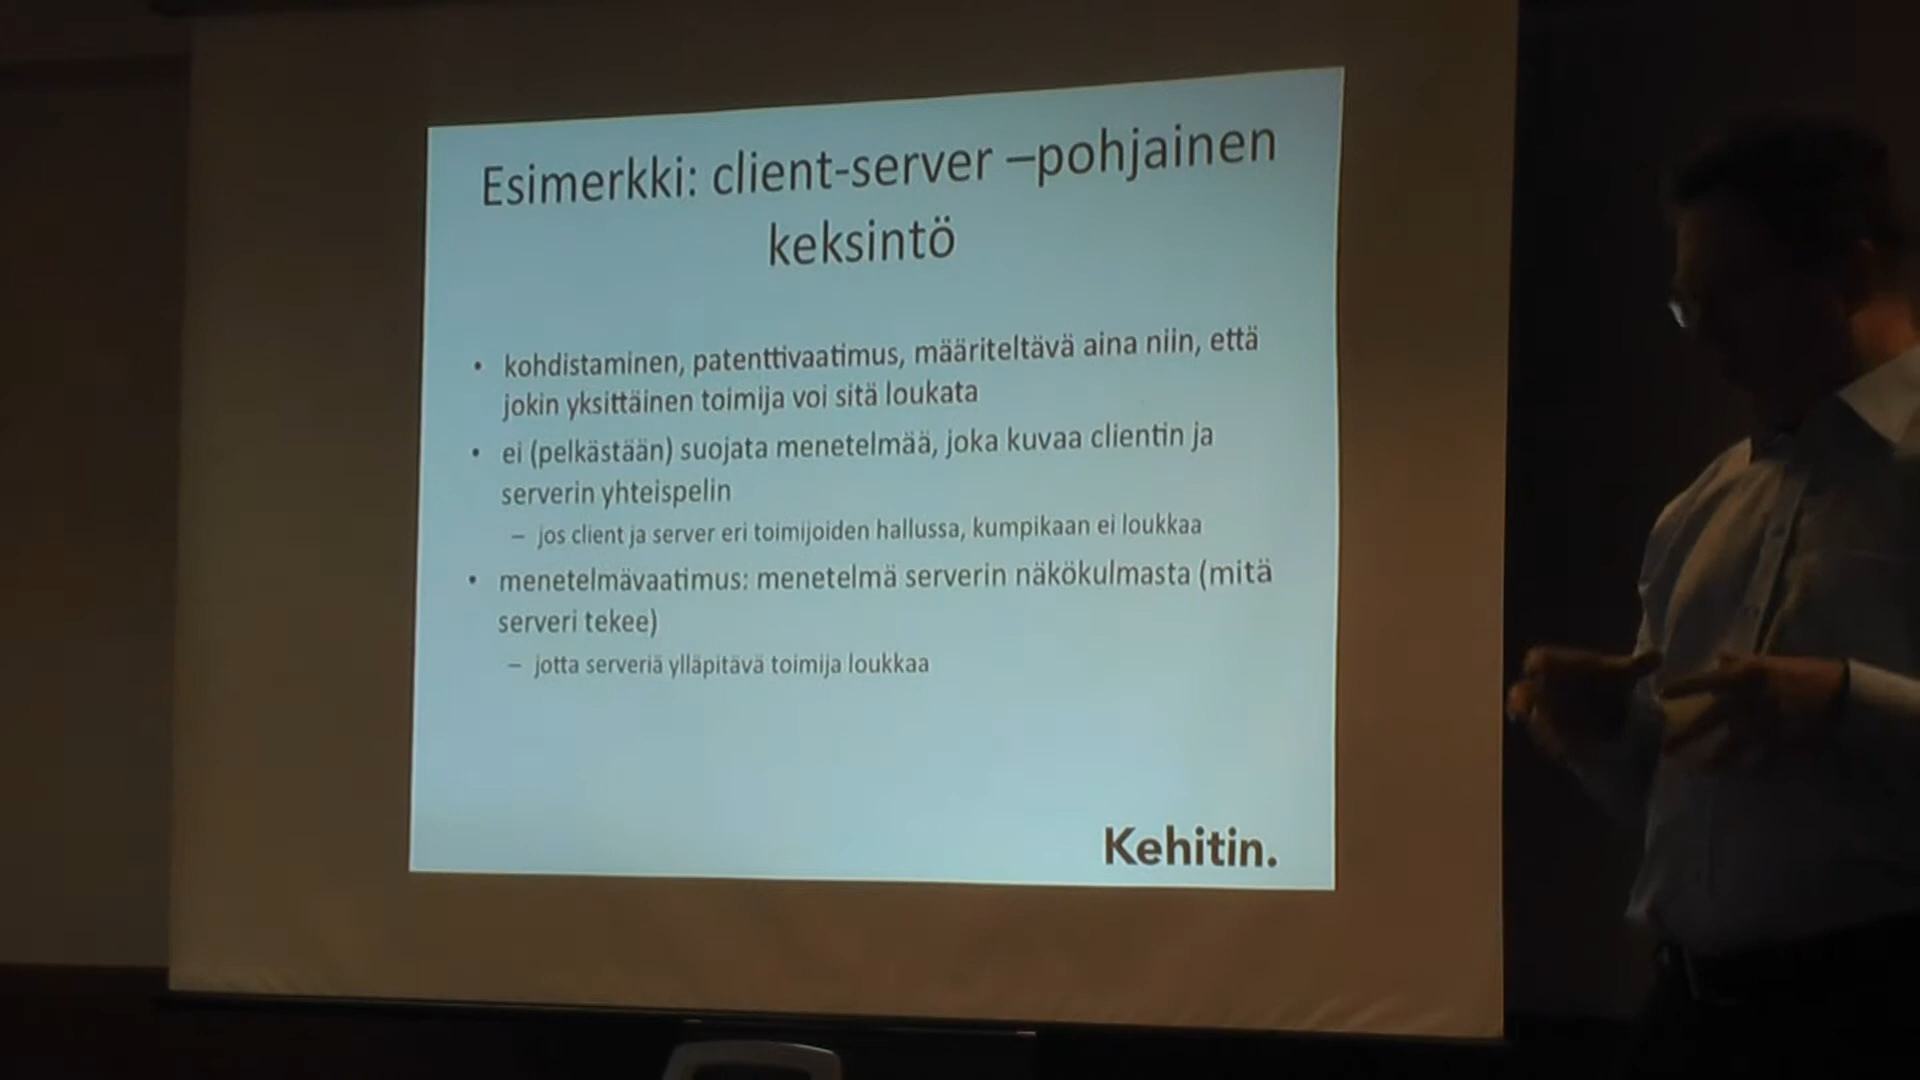 Esimerkki: client-server –pohjainen
keksintö
• kohdistaminen, patenttivaatimus, määriteltävä aina niin, että
jokin yksittäinen toimija voi sitä loukata
• ei (pelkästään) suojata menetelmää, joka kuvaa clientin ja
serverin yhteispelin
– jos client ja server eri toimijoiden hallussa, kumpikaan ei loukkaa
• menetelmävaatimus: menetelmä serverin näkökulmasta (mitä
serveri tekee)
– jotta serveriä ylläpitävä toimija loukkaa
Kehitin.